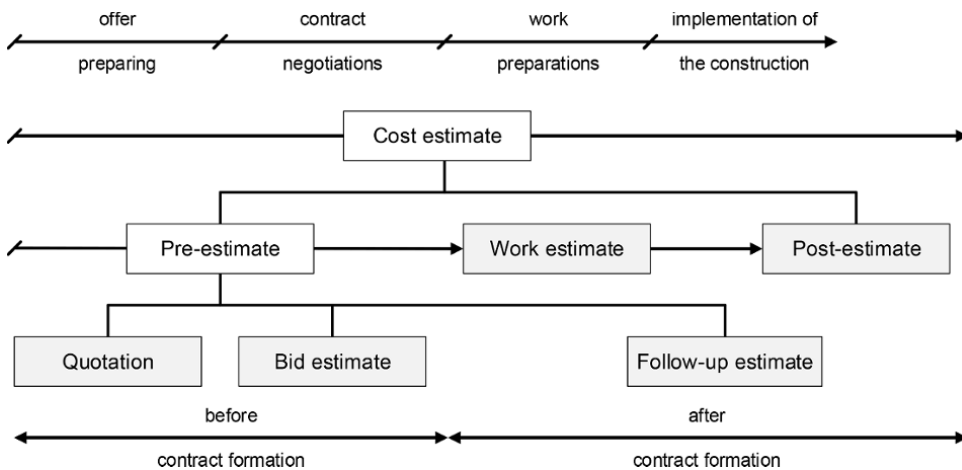 offer contract work implementation of
preparing negotiations preparations the construction
Cost estimate
Pre-estimate Work estimate Post-estimate
Quotation Bid estimate Follow-up estimate
before after
contract formation contract formation